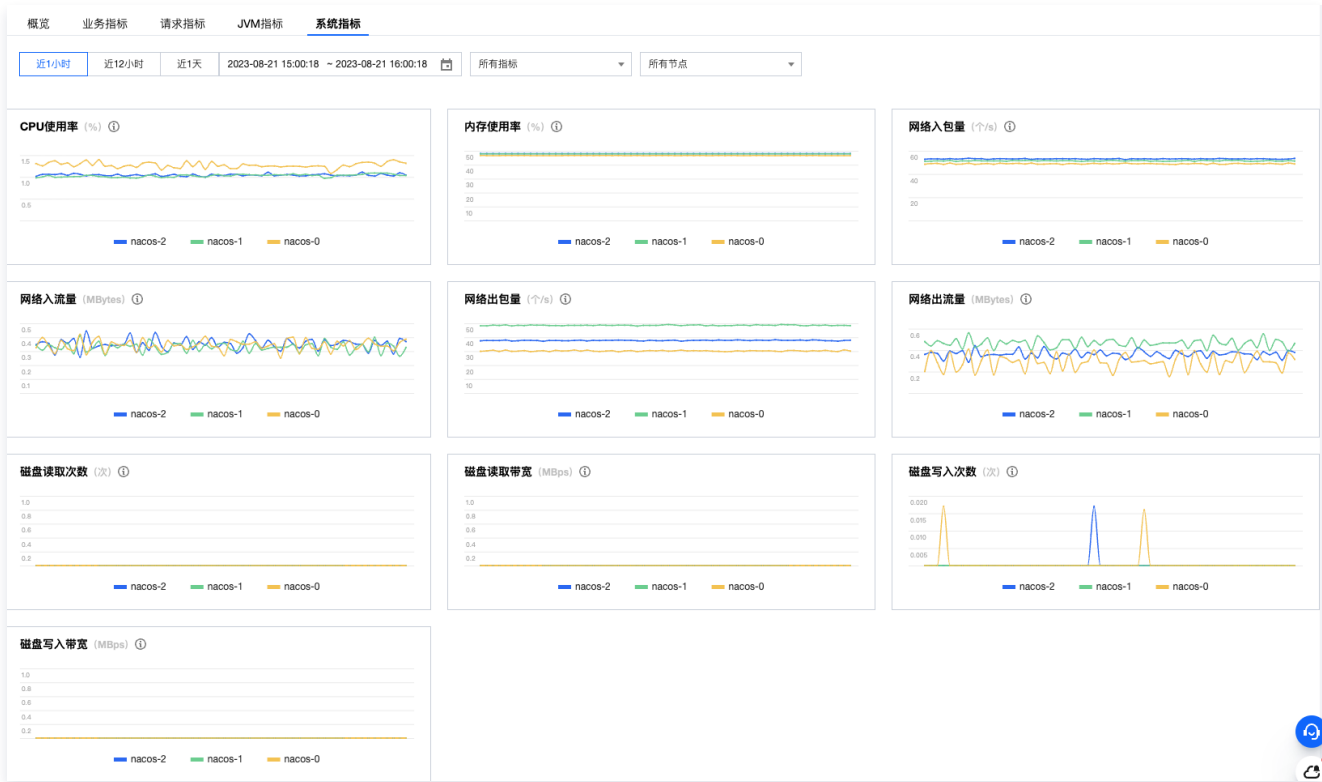 概览 业务指标 请求指标 JVM指标 系统指标
近1小时 近12小时 近1天 2023-08-21 15:00:18 ~ 2023-08-21 16:00:18 所有指标 所有节点
CPU使用率 (%)
1.5
1.0
0.5
nacos-2 nacos-1 nacos-0
内存使用率 (%)
50
40
30
20
10
nacos-2 nacos-1 nacos-0
网络入包量 (个/s)
60
40
20
nacos-2 nacos-1 nacos-0
网络入流量 (MBytes)
0.5
0.4
0.3
0.2
0.1
nacos-2 nacos-1 nacos-0
网络出包量 (个/s)
50
40
30
20
10
nacos-2 nacos-1 nacos-0
网络出流量 (MBytes)
0.6
0.4
0.2
nacos-2 nacos-1 nacos-0
磁盘读取次数 (次)
1.0
0.8
0.6
0.4
0.2
nacos-2 nacos-1 nacos-0
磁盘读取带宽 (MBps)
1.0
0.8
0.6
0.4
0.2
nacos-2 nacos-1 nacos-0
磁盘写入次数 (次)
0.020
0.015
0.010
0.005
nacos-2 nacos-1 nacos-0
磁盘写入带宽 (MBps)
1.0
0.8
0.6
0.4
0.2
nacos-2 nacos-1 nacos-0